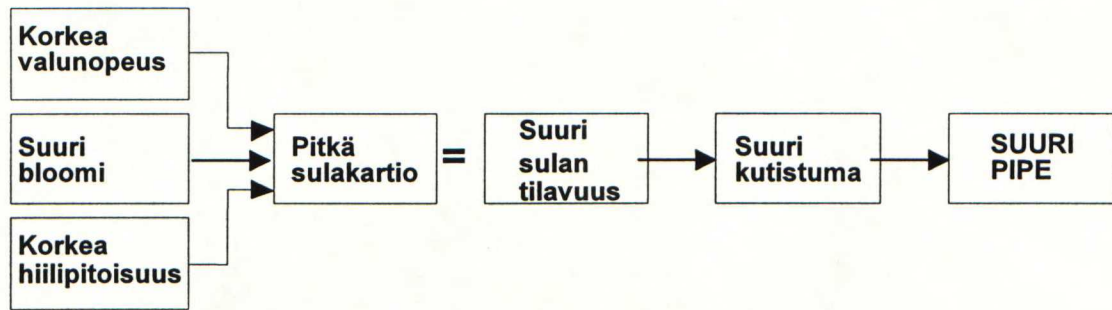 Korkea
valunopeus
Suuri
bloomi
Korkea
hiilipitoisuus
Pitkä
sulakartio
=
Suuri
sulan
tilavuus
Suuri
kutistuma
SUURI
PIPE